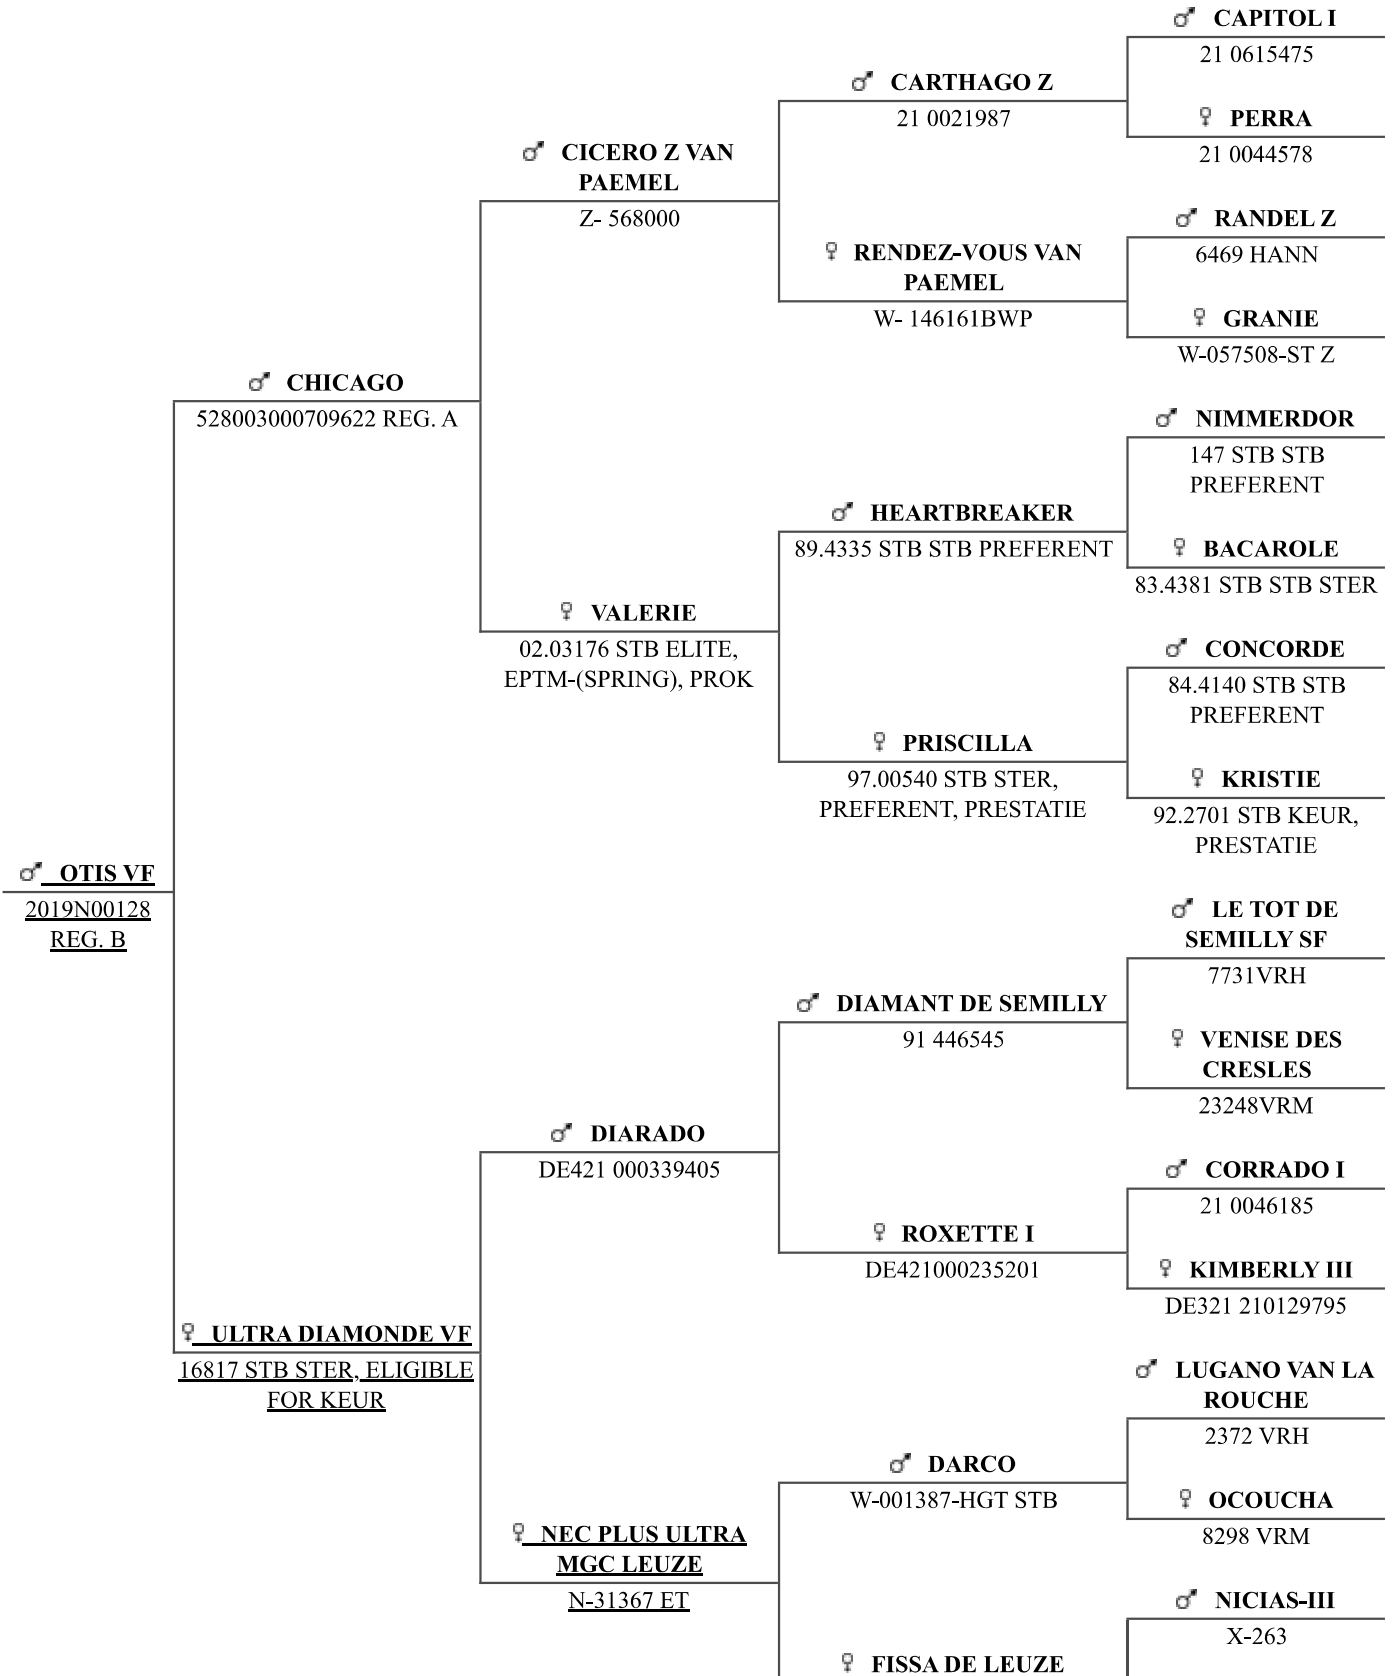 CAPITOL I
21 0615475
CARTHAGO Z
21 0021987
PERRA
21 0044578
CICERO Z VAN
PAEMEL
Z- 568000
RANDEL Z
6469 HANN
RENDEZ-VOUS VAN
PAEMEL
W- 146161BWP
GRANIE
W-057508-ST Z
CHICAGO
528003000709622 REG. A
NIMMERDOR
147 STB STB
PREFERENT
HEARTBREAKER
89.4335 STB STB PREFERENT
BACAROLE
83.4381 STB STB STER
VALERIE
02.03176 STB ELITE,
EPTM-(SPRING), PROK
CONCORDE
84.4140 STB STB
PREFERENT
PRISCILLA
97.00540 STB STER,
PREFERENT, PRESTATIE
KRISTIE
92.2701 STB KEUR,
PRESTATIE
OTIS VF
2019N00128
REG. B
LE TOT DE
SEMILLY SF
7731VRH
DIAMANT DE SEMILLY
91 446545
VENISE DES
CRESLES
23248VRM
DIARADO
DE421 000339405
CORRADO I
21 0046185
ROXETTE I
DE421000235201
KIMBERLY III
DE321 210129795
ULTRA DIAMONDE VF
16817 STB STER, ELIGIBLE
FOR KEUR
LUGANO VAN LA
ROUCHE
2372 VRH
DARCO
W-001387-HGT STB
OCOUCHA
8298 VRM
NEC PLUS ULTRA
MGC LEUZE
N-31367 ET
NICIAS-III
X-263
FISSA DE LEUZE